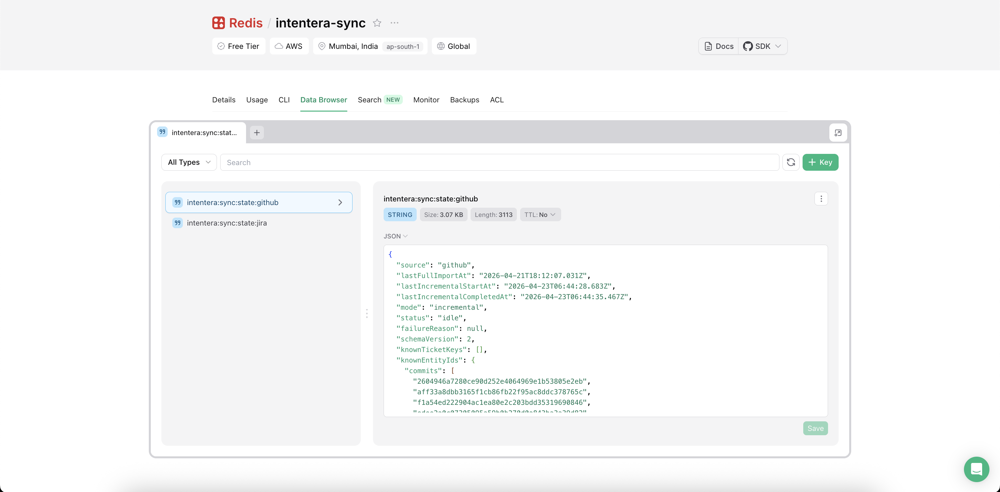 Redis / intentera-sync
Free Tier AWS Mumbai, India ap-south-1 Global Docs SDK
Details Usage CLI Data Browser Search NEW Monitor Backups ACL
intentera:sync:stat...
All Types Search Key
intentera:sync:state:github
intentera:sync:state:jira
intentera:sync:state:github
STRING Size: 3.07 KB Length: 3113 TTL: No
JSON
{
"source": "github",
"lastFullImportAt": "2026-04-21T18:12:07.031Z",
"lastIncrementalStartAt": "2026-04-23T06:44:28.683Z",
"lastIncrementalCompletedAt": "2026-04-23T06:44:35.467Z",
"mode": "incremental",
"status": "idle",
"failureReason": null,
"schemaVersion": 2,
"knownTicketKeys": [],
"knownEntityIds": {
"commits": [
"2604946a7280ce90d252e4064969e1b53805e2eb",
"aff33a8dbb3165f1cb86fb22f95ac8ddc378765c",
"f1a54ed222904ac1ea80e2c203bdd35319690846",
Save